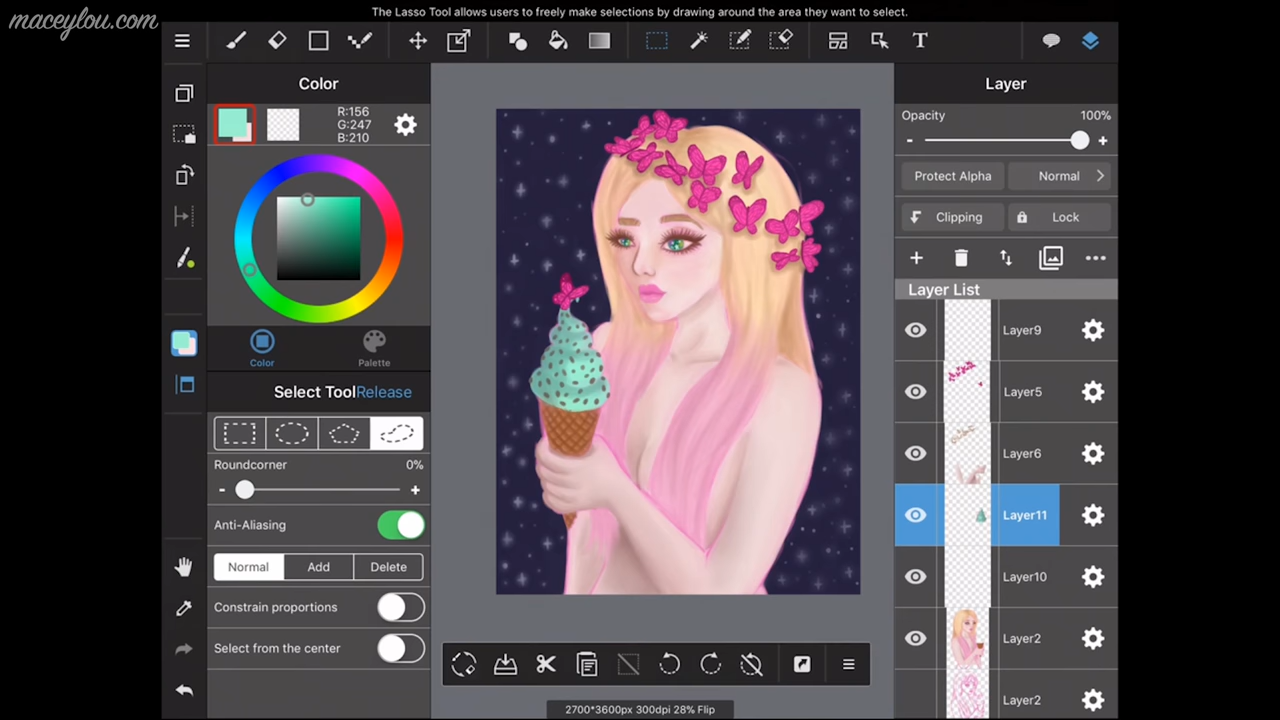 maceylou.com
The Lasso Tool allows users to freely make selections by drawing around the area they want to select.
Color
R:156
G:247
B:210
Color
Palette
Select Tool Release
Roundcorner 0%
- +
Anti-Aliasing
Normal Add Delete
Constrain proportions
Select from the center
T
2700*3600px 300dpi 28% Flip
Layer
Opacity 100%
- +
Protect Alpha Normal
Clipping Lock
Layer List
Layer9
Layer5
Layer6
Layer11
Layer10
Layer2
Layer2